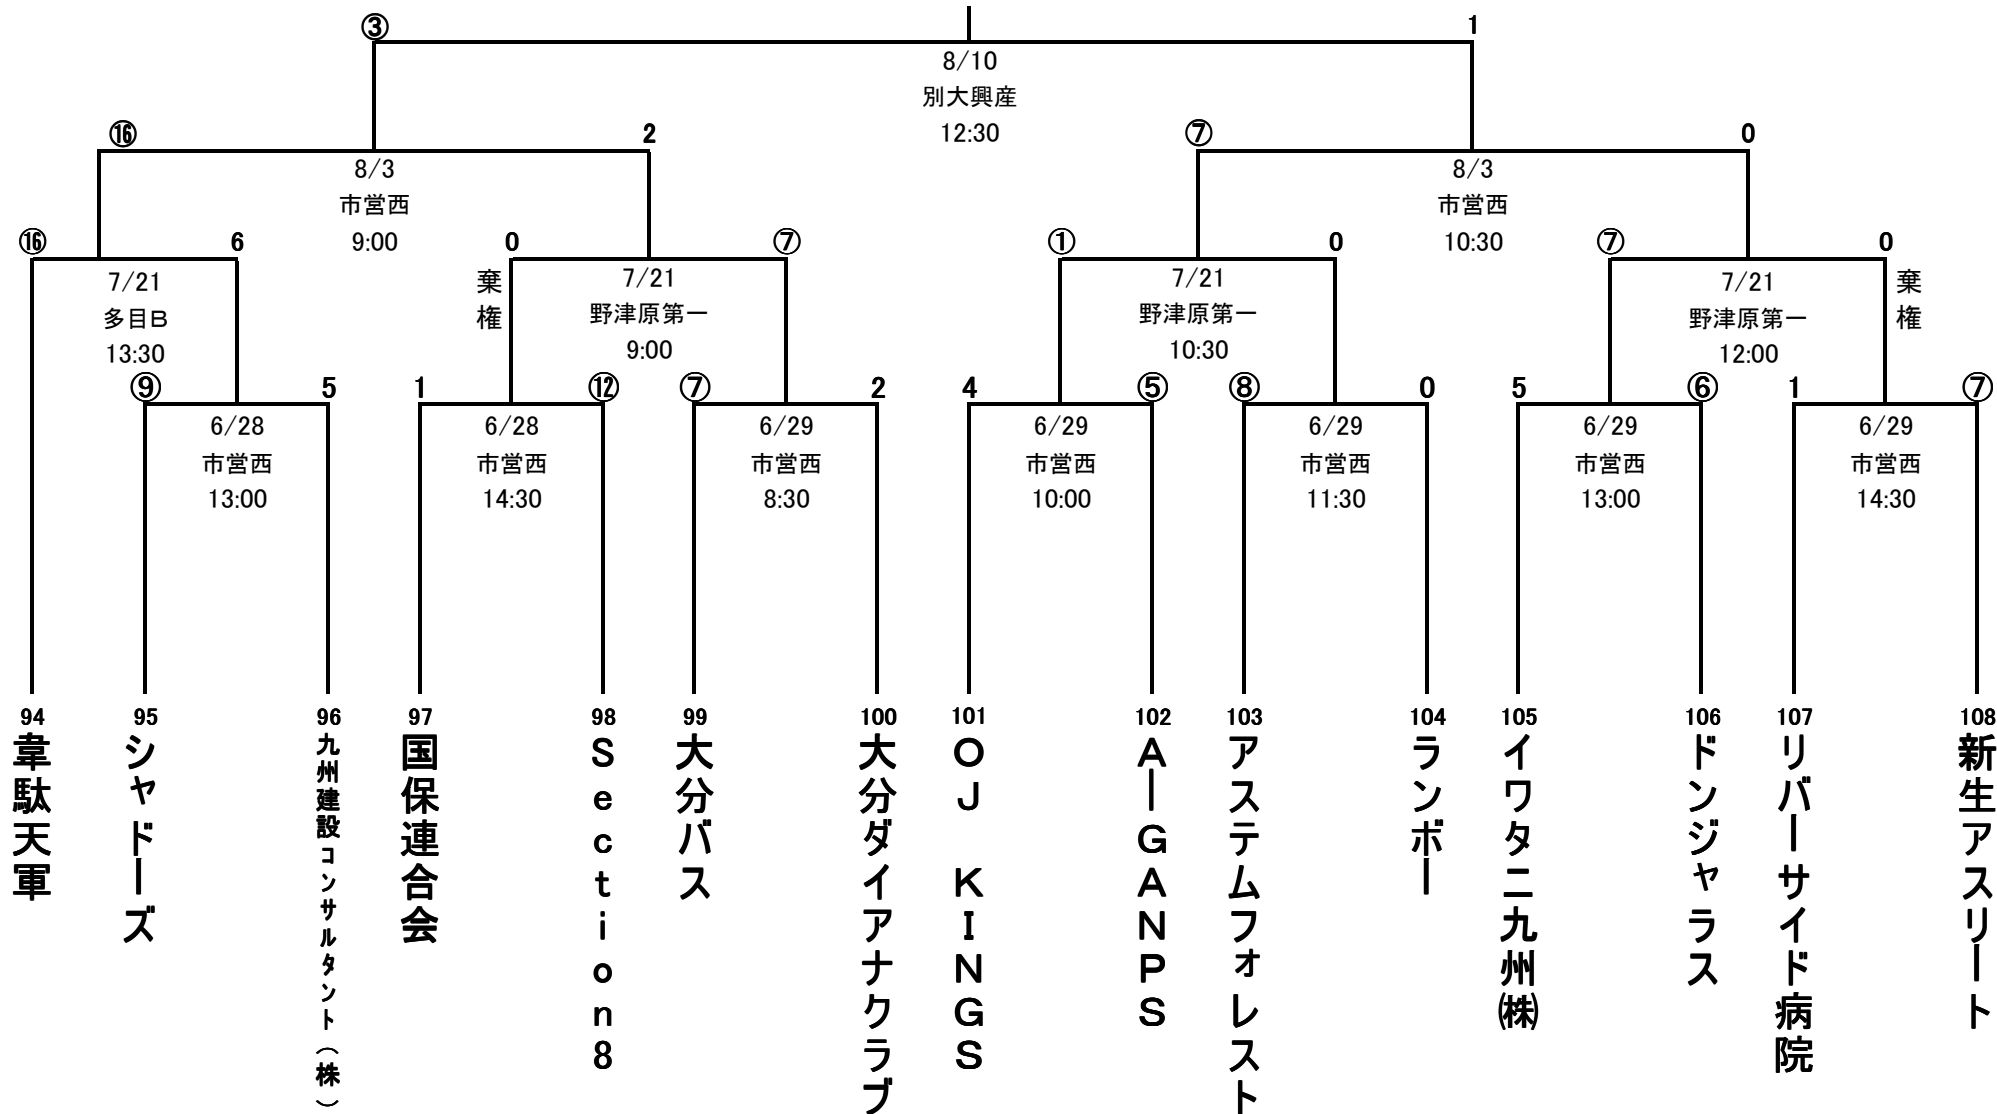 ③ 1
8/10
別大興産
12:30
⑯ 2
8/3
市営西
9:00
⑦ 0
8/3
市営西
10:30
⑯ 6
7/21
多目B
13:30
0 ⑦
棄権
7/21
野津原第一
9:00
① 0
7/21
野津原第一
10:30
⑦ 0
棄権
7/21
野津原第一
12:00
⑨ 5
6/28
市営西
13:00
1 ⑫
6/28
市営西
14:30
⑦ 2
6/29
市営西
8:30
4 ⑤
6/29
市営西
10:00
⑧ 0
6/29
市営西
11:30
5 ⑥
6/29
市営西
13:00
1 ⑦
6/29
市営西
14:30
94
韋駄天軍
95
シャドーズ
96
九州建設コンサルタント（株）
97
国保連合会
98
Section8
99
大分バス
100
大分ダイアナクラブ
101
OJ KINGS
102
A－GANPS
103
アステムフォレスト
104
ランボー
105
イワタニ九州㈱
106
ドンジャラス
107
リバーサイド病院
108
新生アスリート